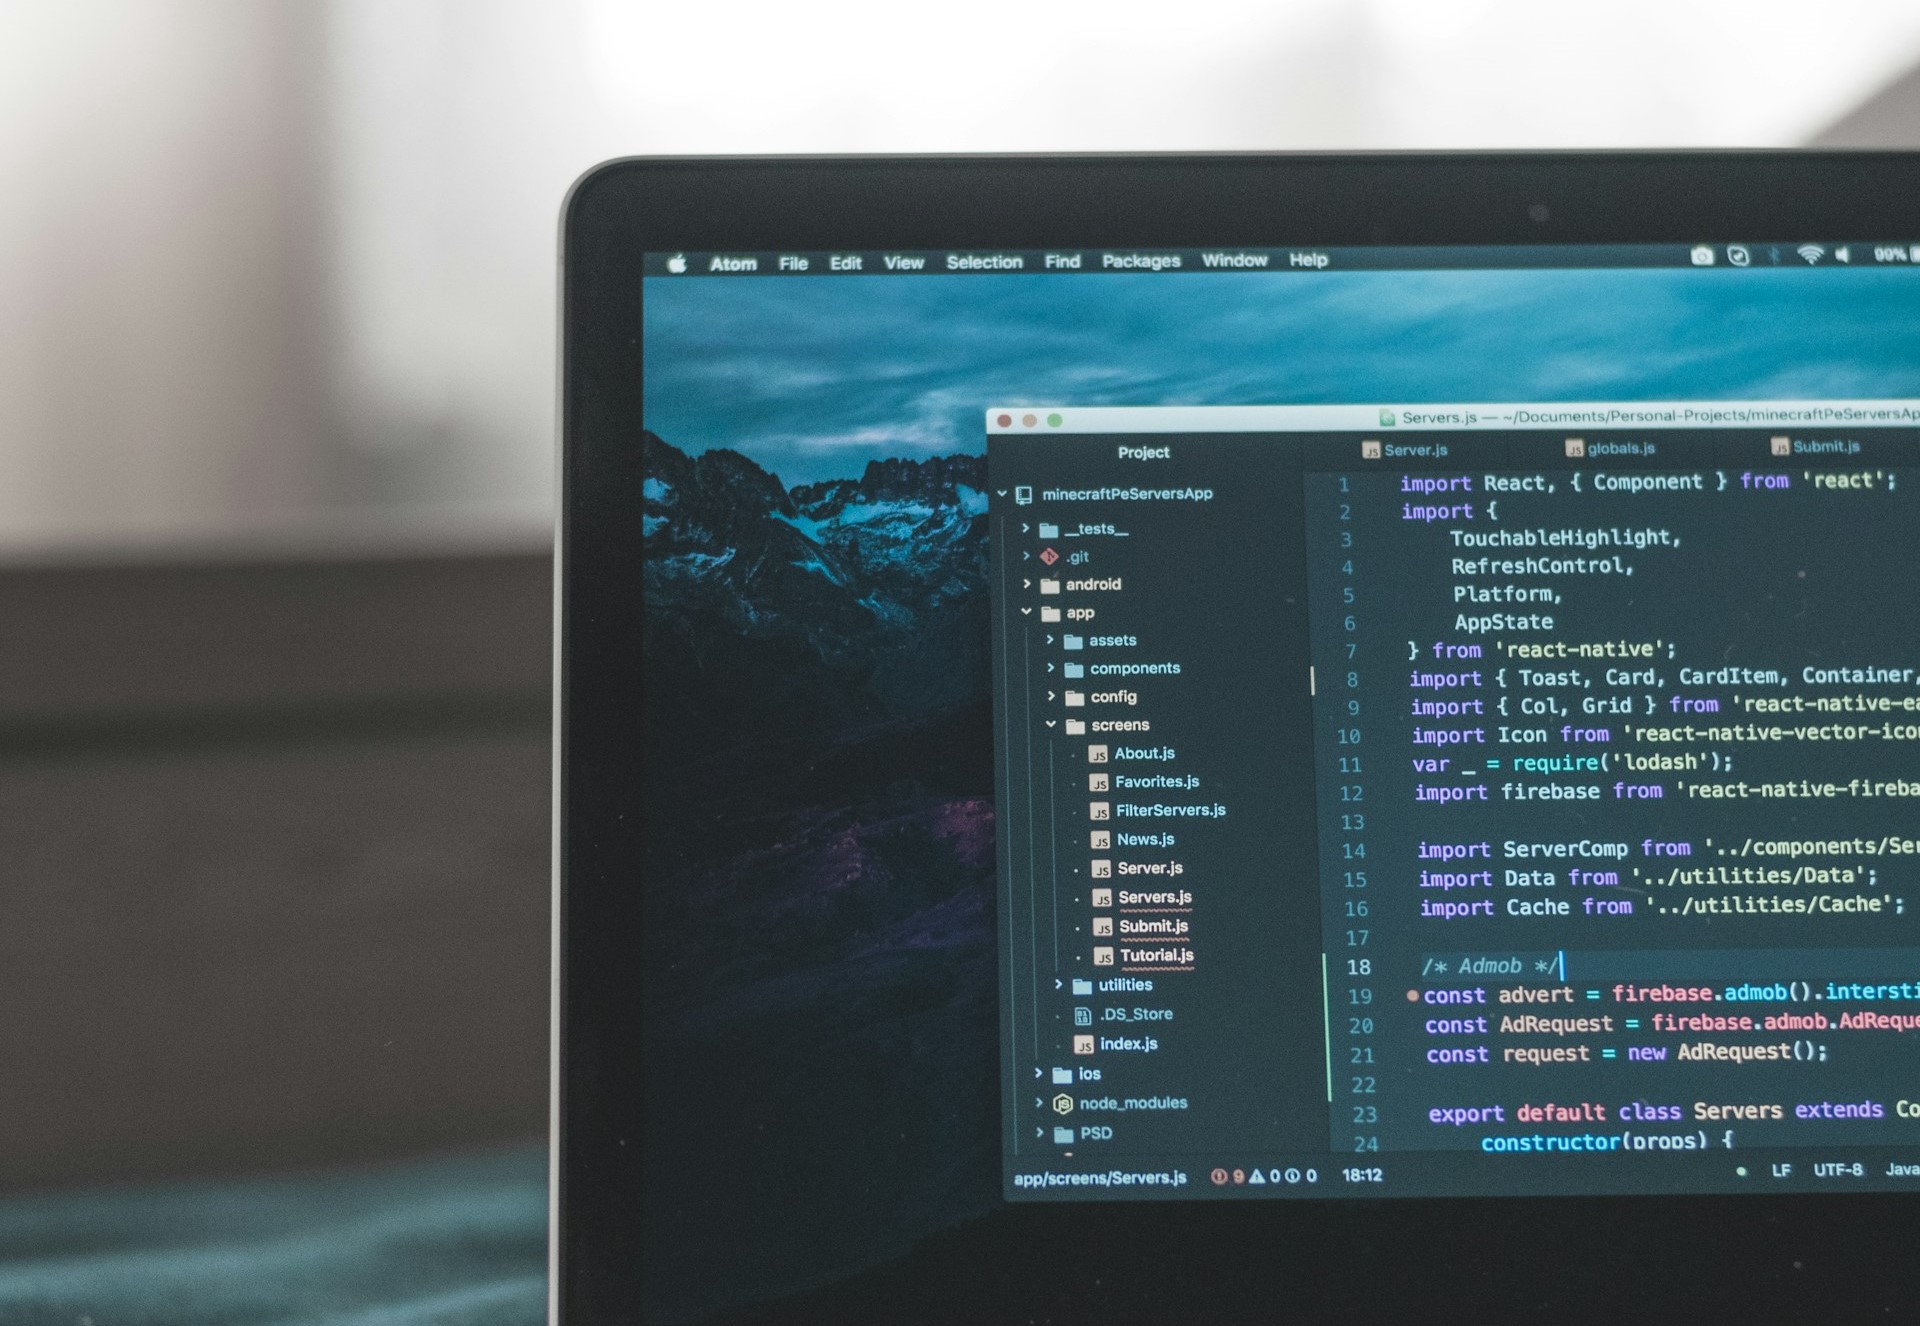 Atom File Edit View Selection Find Packages Window Help 99%
Servers.js — ~/Documents/Personal-Projects/minecraftPeServersAp
Project
Server.js globals.js Submit.js
minecraftPeServersApp
__tests__
.git
android
app
assets
components
config
screens
About.js
Favorites.js
FilterServers.js
News.js
Server.js
Servers.js
Submit.js
Tutorial.js
utilities
.DS_Store
index.js
ios
node_modules
PSD
1 import React, { Component } from 'react';
2 import {
3 TouchableHighlight,
4 RefreshControl,
5 Platform,
6 AppState
7 } from 'react-native';
8 import { Toast, Card, CardItem, Container,
9 import { Col, Grid } from 'react-native-ea
10 import Icon from 'react-native-vector-ico
11 var _ = require('lodash');
12 import firebase from 'react-native-fireba
13
14 import ServerComp from '../components/Ser
15 import Data from '../utilities/Data';
16 import Cache from '../utilities/Cache';
17
18 /* Admob */
19 const advert = firebase.admob().intersti
20 const AdRequest = firebase.admob.AdReque
21 const request = new AdRequest();
22
23 export default class Servers extends Co
24 constructor(props) {
app/screens/Servers.js 9 0 0 18:12 LF UTF-8 Java